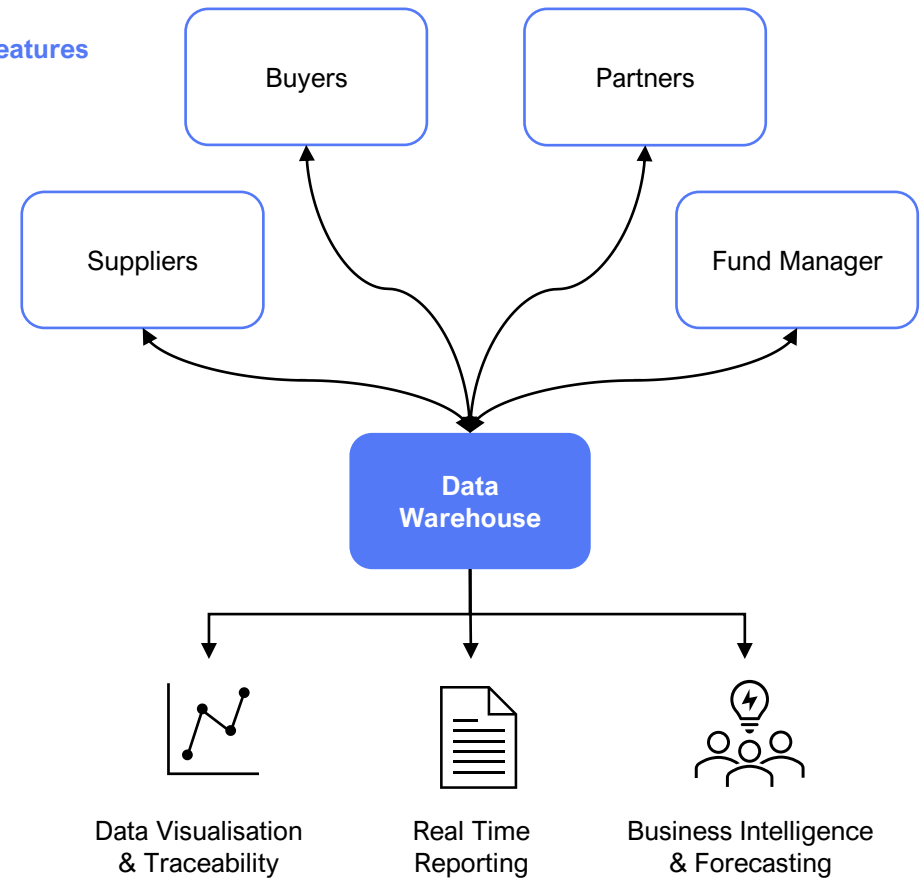 eatures
Buyers
Partners
Suppliers
Fund Manager
Data
Warehouse
Data Visualisation
& Traceability
Real Time
Reporting
Business Intelligence
& Forecasting